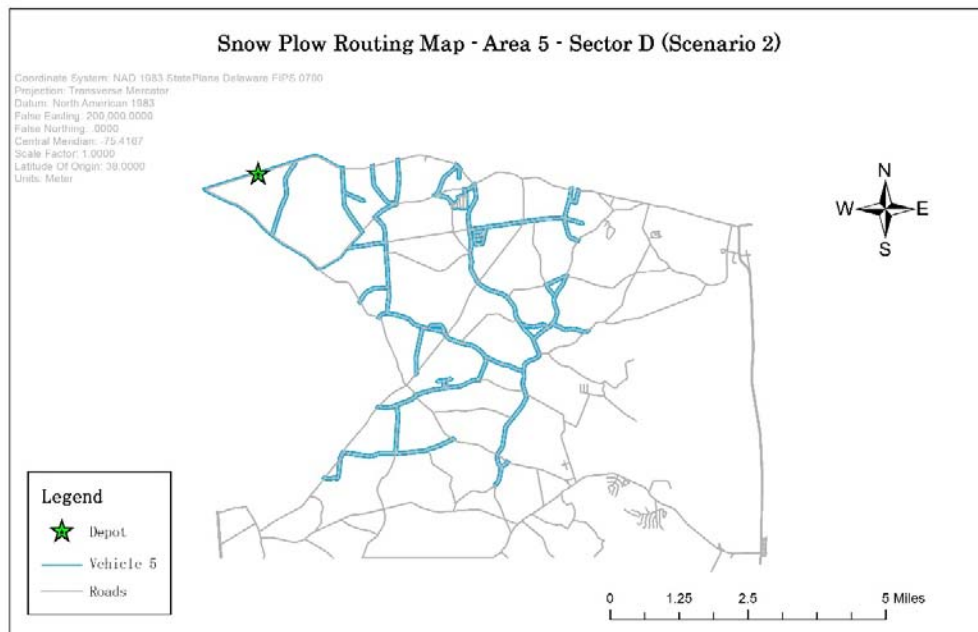 Snow Plow Routing Map - Area 5 - Sector D (Scenario 2)
Coordinate System: NAD 1983 StatePlane Delaware FIPS 0700
Projection: Transverse Mercator
Datum: North American 1983
False Easting: 200,000.0000
False Northing: .0000
Central Meridian: -75.4167
Scale Factor: 1.0000
Latitude Of Origin: 38.0000
Units: Meter
N
W E
S
Legend
Depot
Vehicle 5
Roads
0 1.25 2.5 5 Miles